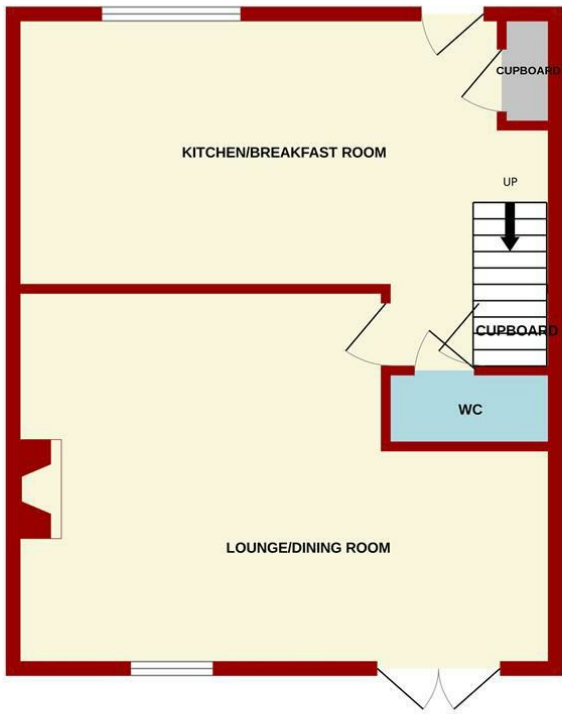 CUPBOARD
KITCHEN/BREAKFAST ROOM
UP
CUPBOARD
WC
LOUNGE/DINING ROOM